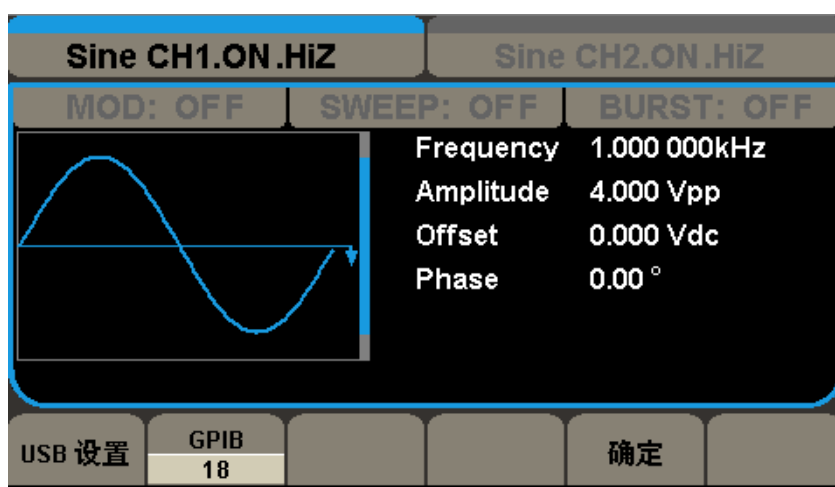 Sine CH1.ON.HiZ
Sine CH2.ON.HiZ
MOD: OFF
SWEEP: OFF
BURST: OFF
Frequency 1.000 000kHz
Amplitude 4.000 Vpp
Offset 0.000 Vdc
Phase 0.00 °
USB 设置
GPIB
18
确定